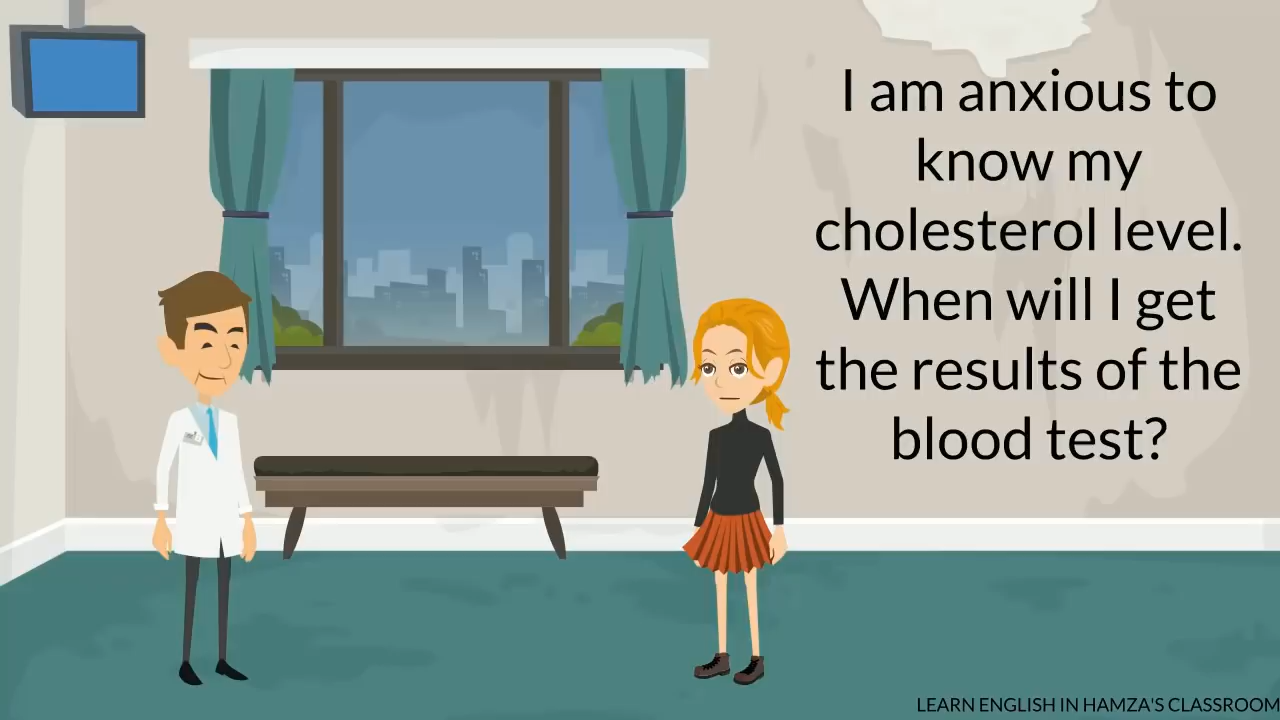 I am anxious to
know my
cholesterol level.
When will I get
the results of the
blood test?
LEARN ENGLISH IN HAMZA'S CLASSROOM